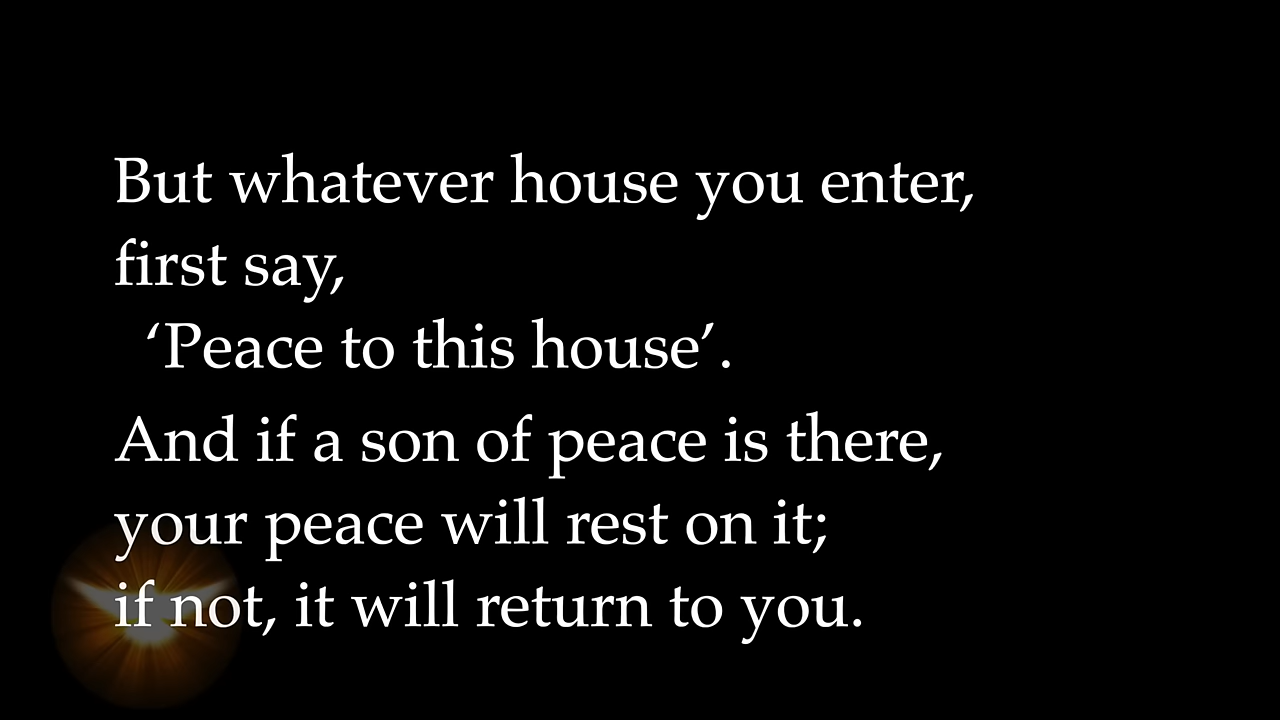 But whatever house you enter,
first say,
‘Peace to this house’.
And if a son of peace is there,
your peace will rest on it;
if not, it will return to you.